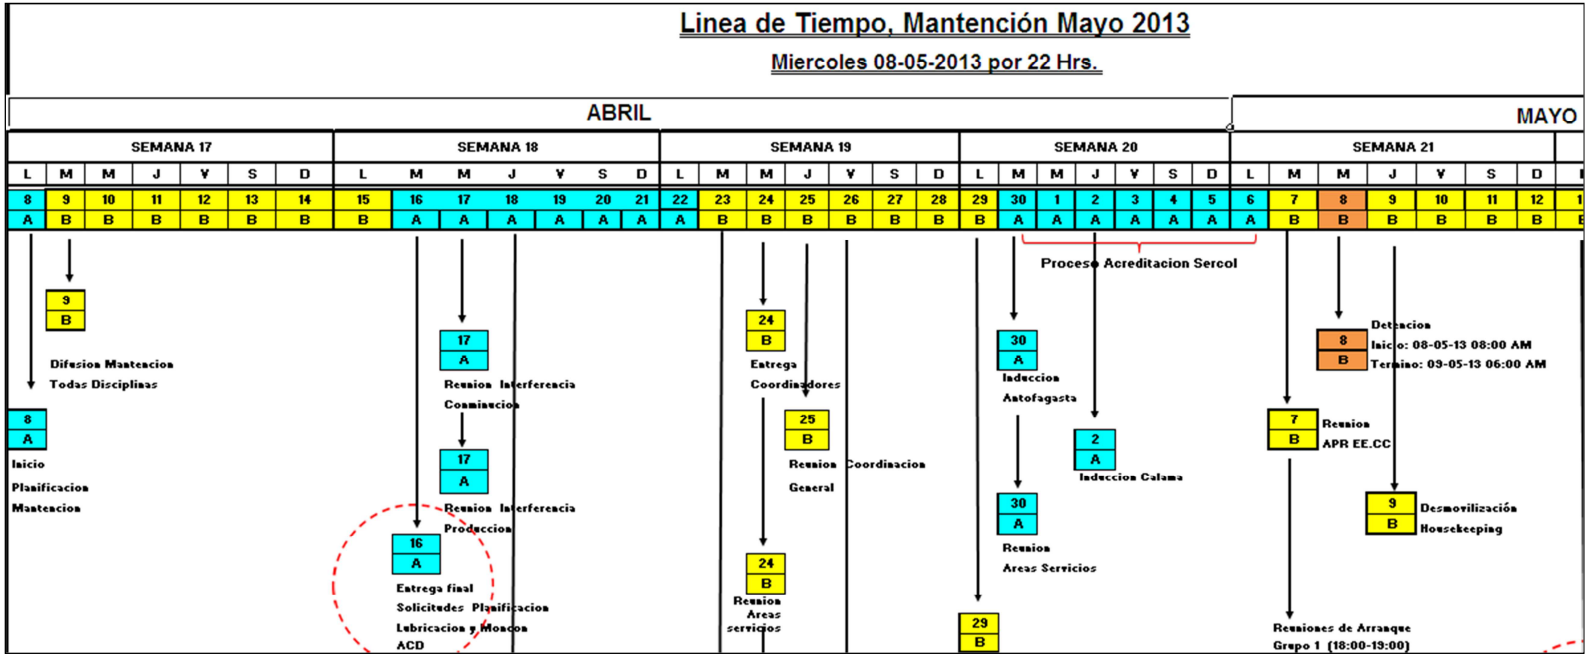 Linea de Tiempo, Mantención Mayo 2013
Miercoles 08-05-2013 por 22 Hrs.
ABRIL MAYO
SEMANA 17 SEMANA 18 SEMANA 19 SEMANA 20 SEMANA 21
L M M J V S D L M M J V S D L M M J V S D L M M J V S D L M M J V S D
8 9 10 11 12 13 14 15 16 17 18 19 20 21 22 23 24 25 26 27 28 29 30 1 2 3 4 5 6 7 8 9 10 11 12
A B B B B B B B A A A A A A A B B B B B B B A A A A A A A B B B B B B
Proceso Acreditacion Sercol
9
B
Difusion Mantencion
Todas Disciplinas
8
A
Inicio
Planificacion
Mantencion
17
A
Reunion Interferencia
Conminucion
17
A
Reunion Interferencia
Produccion
16
A
Entrega final
Solicitudes Planificacion
Lubricacion y Moncon
ACD
24
B
Entrega
Coordinadores
25
B
Reunion Coordinacion
General
24
B
Reunion
Areas
servicios
29
B
30
A
Induccion
Antofagasta
30
A
Reunion
Areas Servicios
2
A
Induccion Calama
8
B
Detencion
Inicio: 08-05-13 08:00 AM
Termino: 09-05-13 06:00 AM
7
B
Reunion
APR EE.CC
9
B
Desmovilización
Housekeeping
Reuniones de Arranque
Grupo 1 (18:00-19:00)